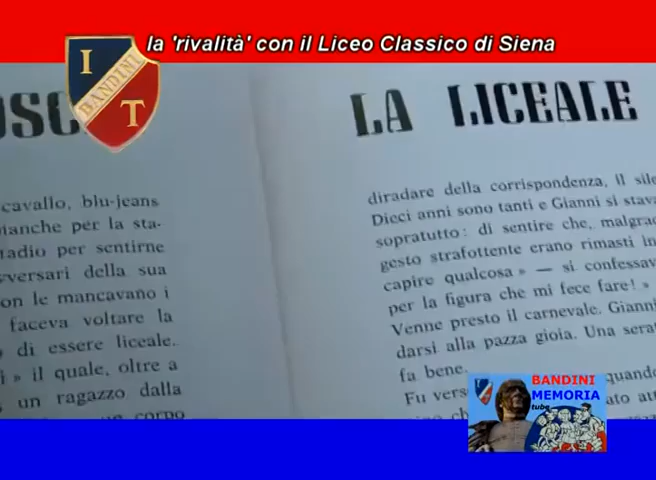 la 'rivalità' con il Liceo Classico di Siena
I
BANDINI
T
LA LICEALE
cavallo, blu-jeans
bianche per la sta-
tadio per sentirne
vversari della sua
on le mancavano i
faceva voltare la
di essere liceale.
» il quale, oltre a
un ragazzo dalla
un corpo
diradare della corrispondenza, il sile
Dieci anni sono tanti e Gianni si stava
sopratutto: di sentire che, malgrad
gesto strafottente erano rimasti in
capire qualcosa» — si confessav
per la figura che mi fece fare!»
Venne presto il carnevale. Gianni
darsi alla pazza gioia. Una serat
fa bene.
Fu vers quando
BANDINI
MEMORIA
tube